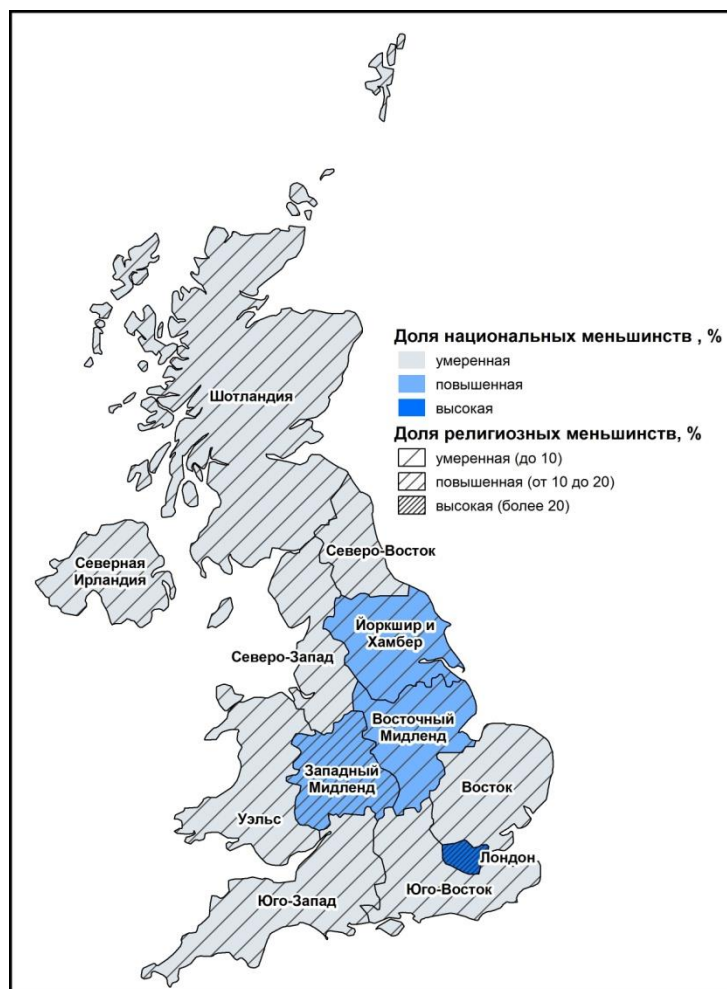 Доля национальных меньшинств , %
умеренная
повышенная
высокая
Доля религиозных меньшинств, %
умеренная (до 10)
повышенная (от 10 до 20)
высокая (более 20)
Шотландия
Северо-Восток
Северная
Ирландия
Йоркшир и
Хамбер
Северо-Запад
Восточный
Мидленд
Западный
Мидленд
Восток
Уэльс
Лондон
Юго-Восток
Юго-Запад